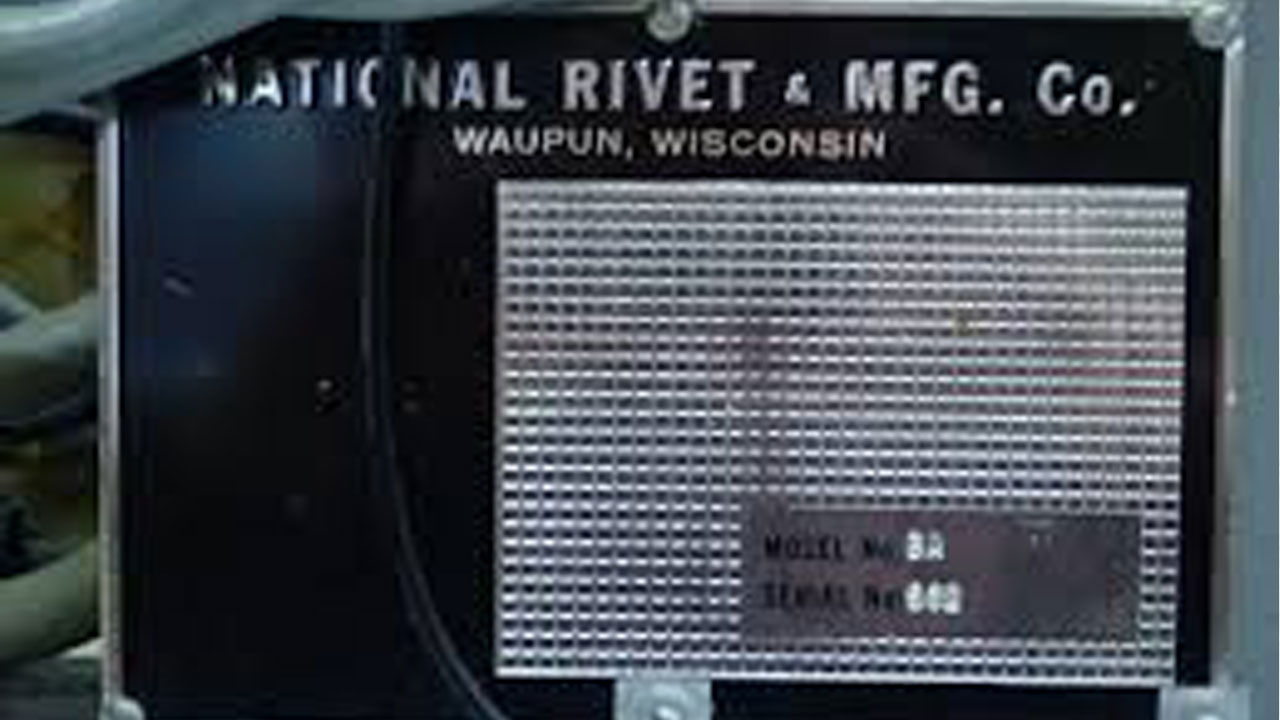 NATIONAL RIVET & MFG. Co.
WAUPUN, WISCONSIN
MODEL No.
SERIAL No.